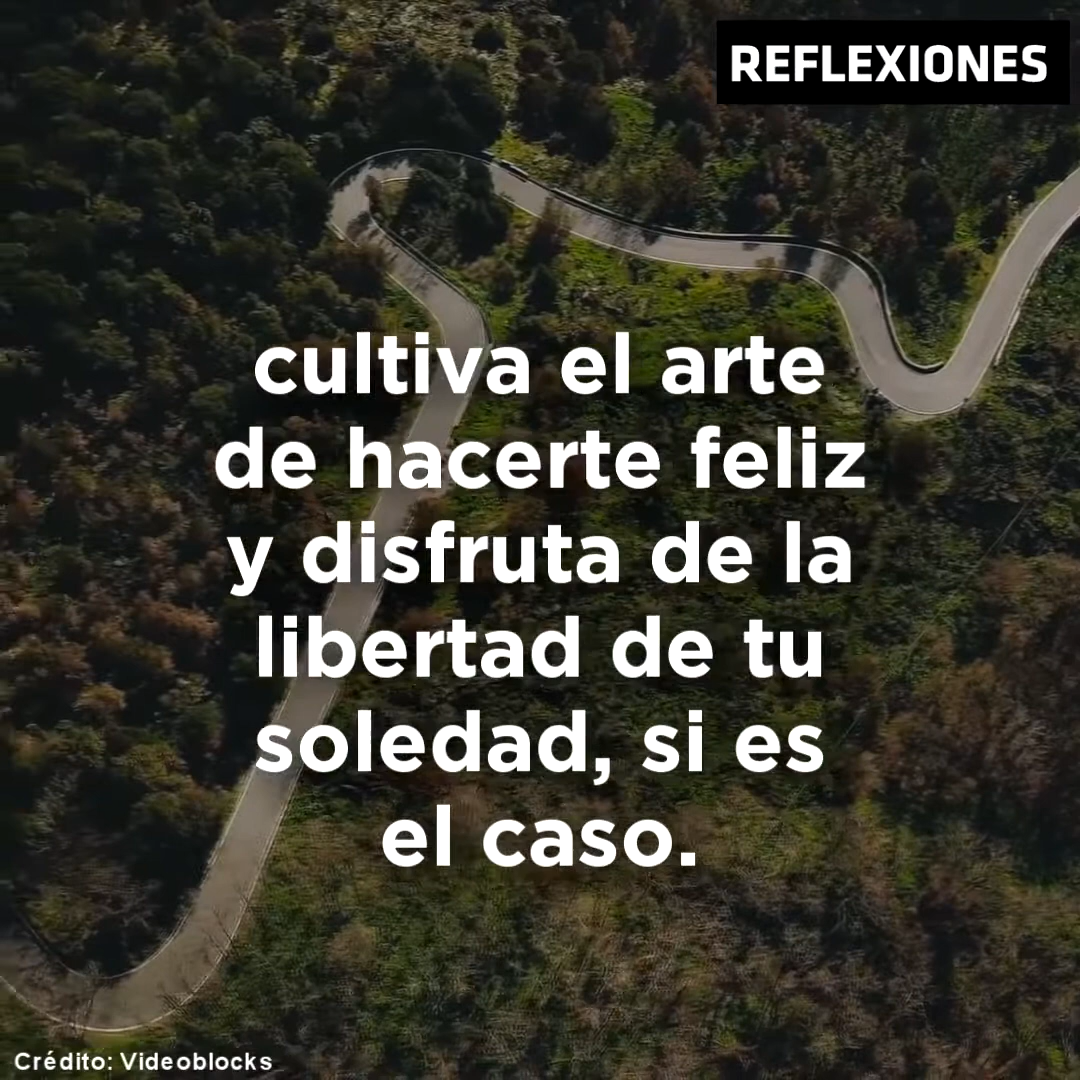 REFLEXIONES
cultiva el arte
de hacerte feliz
y disfruta de la
libertad de tu
soledad, si es
el caso.
Crédito: Videoblocks